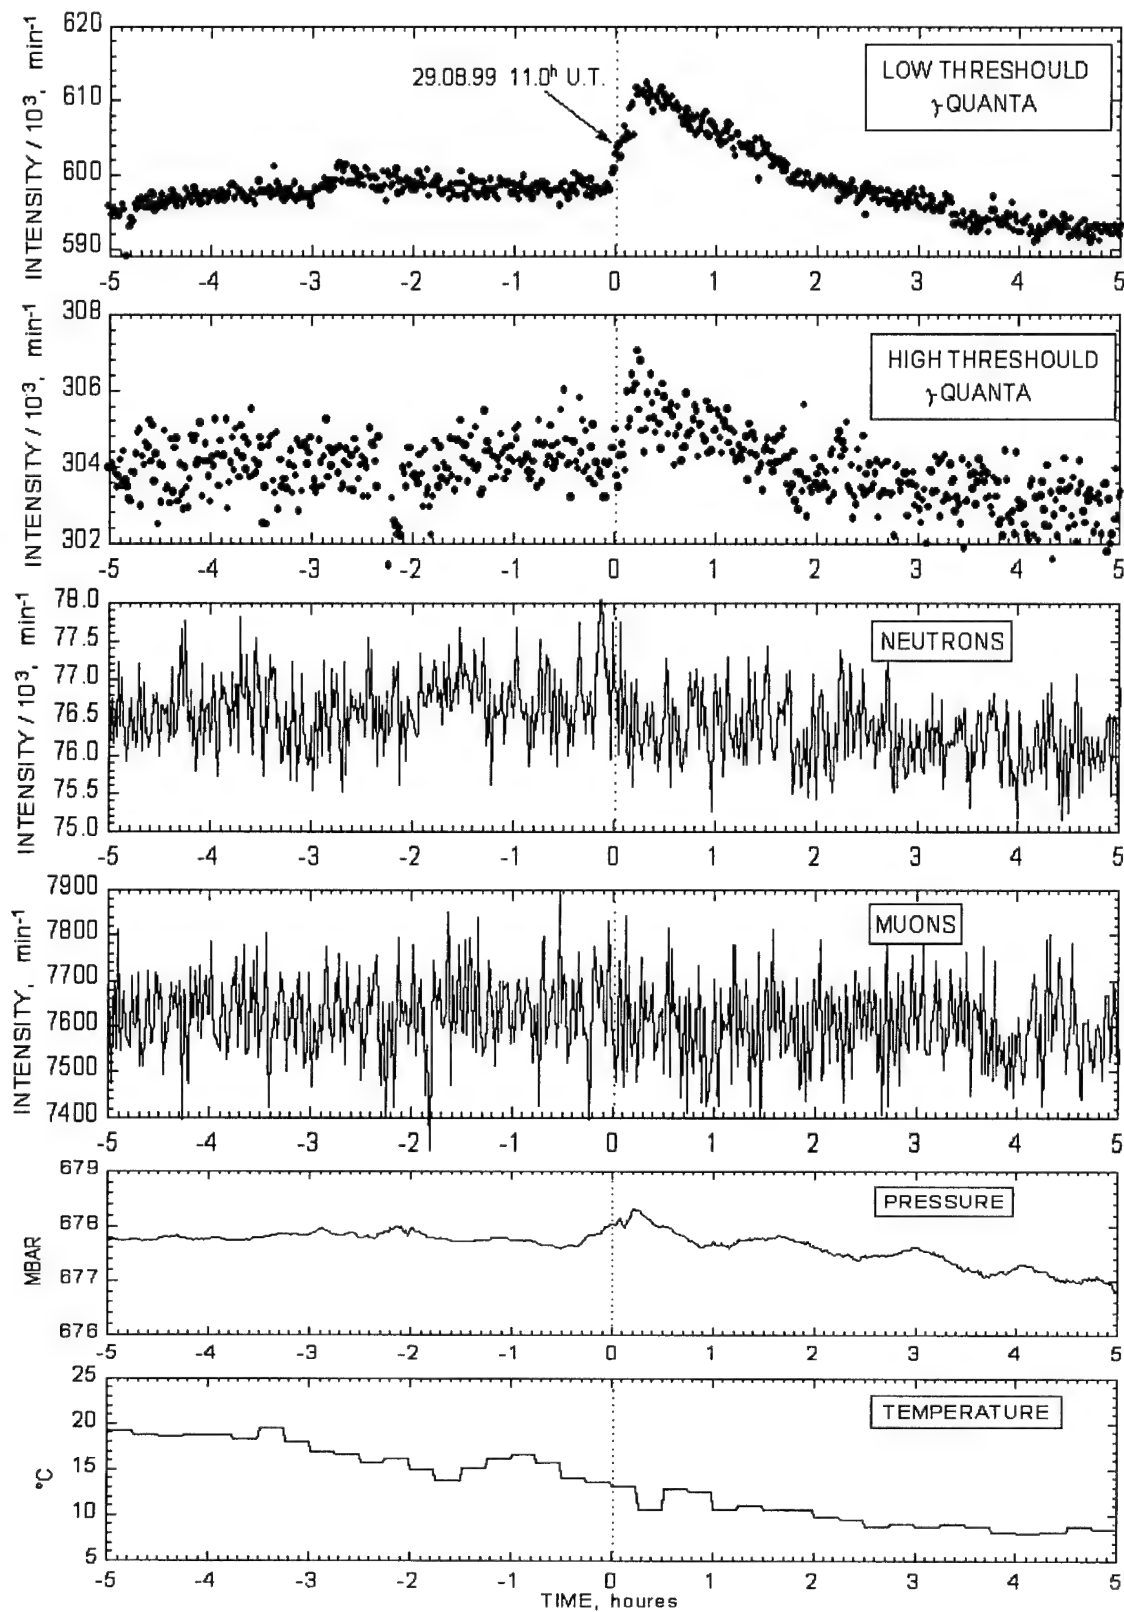 INTENSITY / 10³, min⁻¹
620
610
600
590
29.08.99 11.0ʰ U.T.
LOW THRESHOULD
γ QUANTA
-5 -4 -3 -2 -1 0 1 2 3 4 5
INTENSITY / 10³, min⁻¹
308
306
304
302
HIGH THRESHOULD
γ QUANTA
-5 -4 -3 -2 -1 0 1 2 3 4 5
INTENSITY / 10³, min⁻¹
78.0
77.5
77.0
76.5
76.0
75.5
75.0
NEUTRONS
-5 -4 -3 -2 -1 0 1 2 3 4 5
INTENSITY, min⁻¹
7900
7800
7700
7600
7500
7400
MUONS
-5 -4 -3 -2 -1 0 1 2 3 4 5
MBAR
679
678
677
676
PRESSURE
-5 -4 -3 -2 -1 0 1 2 3 4 5
°C
25
20
15
10
5
TEMPERATURE
-5 -4 -3 -2 -1 0 1 2 3 4 5
TIME, houres